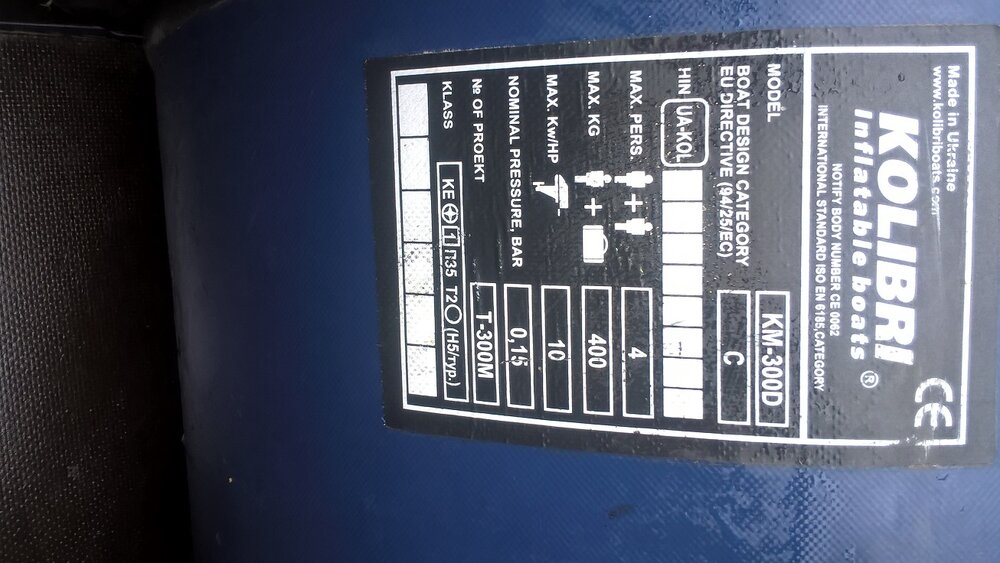 Made in Ukraine
www.kolibriboats.com
CE
KOLIBRI
inflatable boats ®
NOTIFY BODY NUMBER CE 0062
INTERNATIONAL STANDARD ISO EN 6185, CATEGORY
MODEL KM-300D
BOAT DESIGN CATEGORY
EU DIRECTIVE (94/25/EC) C
HIN UA-KOL
MAX. PERS. + 4
MAX. KG + 400
MAX. Kw/HP 10
NOMINAL PRESSURE, BAR 0,15
№ OF PROEKT T-300M
KLASS KE 1 П35 T2 (H5/тур.)